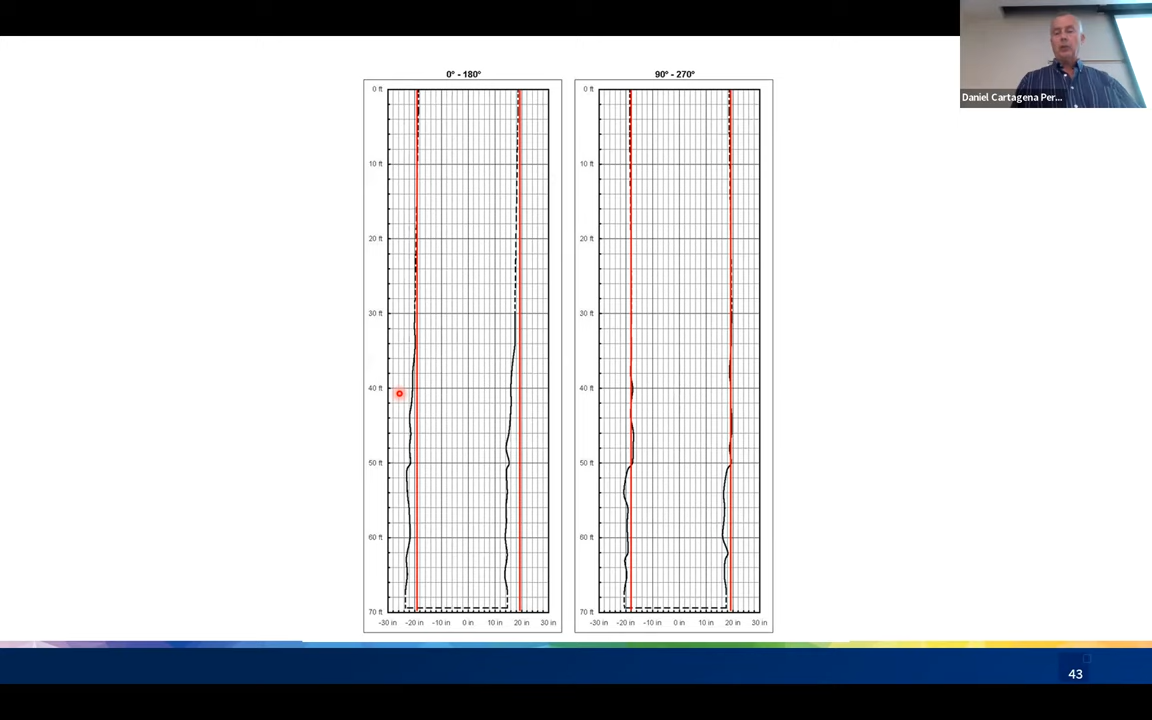 Daniel Cartagena Per...
0° - 180°
0 ft
10 ft
20 ft
30 ft
40 ft
50 ft
60 ft
70 ft
-30 in -20 in -10 in 0 in 10 in 20 in 30 in
90° - 270°
0 ft
10 ft
20 ft
30 ft
40 ft
50 ft
60 ft
70 ft
-30 in -20 in -10 in 0 in 10 in 20 in 30 in
43